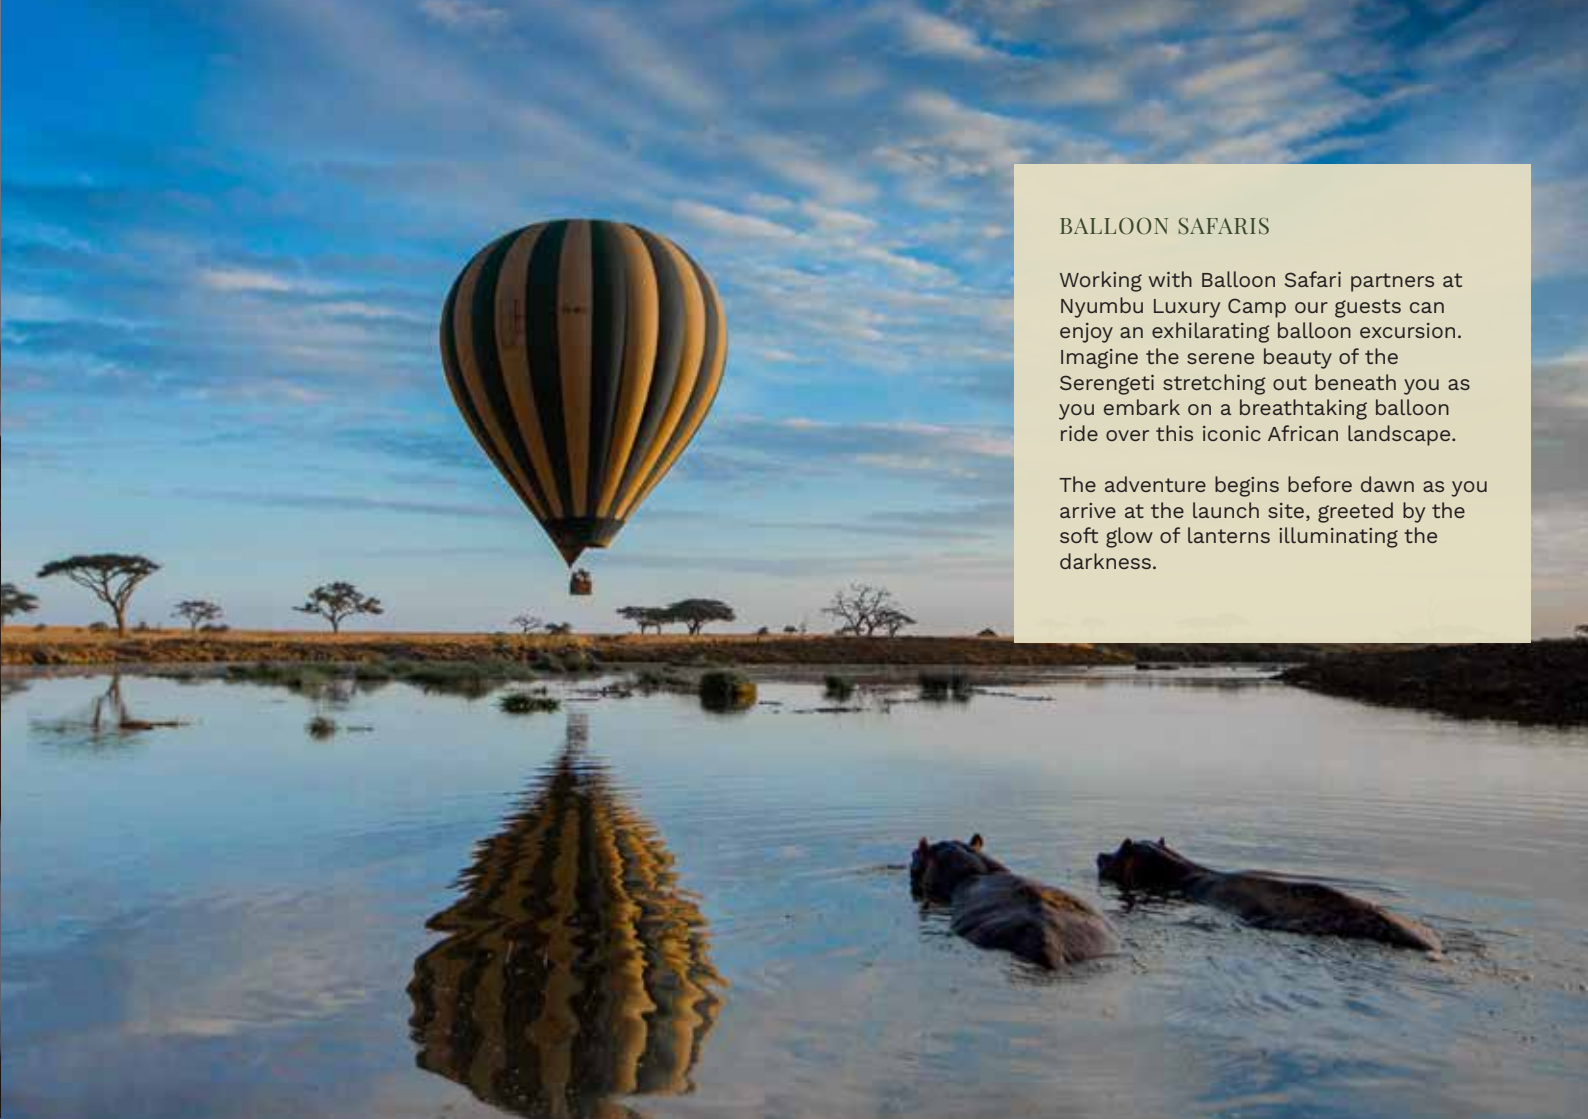 BALLOON SAFARIS
Working with Balloon Safari partners at
Nyumbu Luxury Camp our guests can
enjoy an exhilarating balloon excursion.
Imagine the serene beauty of the
Serengeti stretching out beneath you as
you embark on a breathtaking balloon
ride over this iconic African landscape.
The adventure begins before dawn as you
arrive at the launch site, greeted by the
soft glow of lanterns illuminating the
darkness.